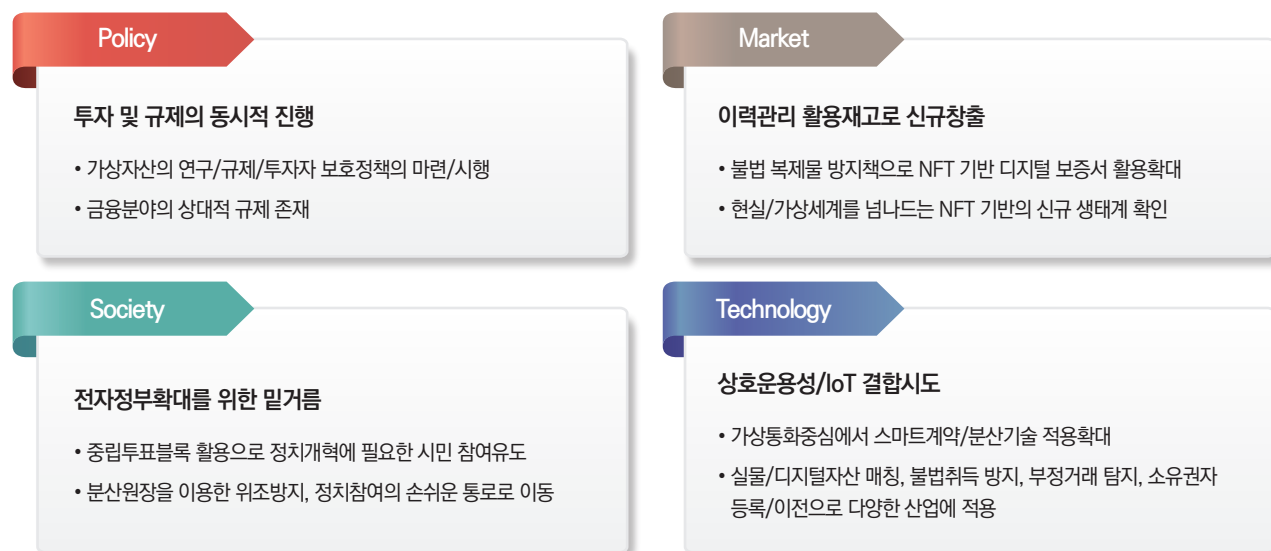 Policy
투자 및 규제의 동시적 진행
• 가상자산의 연구/규제/투자자 보호정책의 마련/시행
• 금융분야의 상대적 규제 존재
Market
이력관리 활용재고로 신규창출
• 불법 복제물 방지책으로 NFT 기반 디지털 보증서 활용확대
• 현실/가상세계를 넘나드는 NFT 기반의 신규 생태계 확인
Society
전자정부확대를 위한 밑거름
• 중립투표블록 활용으로 정치개혁에 필요한 시민 참여유도
• 분산원장을 이용한 위조방지, 정치참여의 손쉬운 통로로 이동
Technology
상호운용성/IoT 결합시도
• 가상통화중심에서 스마트계약/분산기술 적용확대
• 실물/디지털자산 매칭, 불법취득 방지, 부정거래 탐지, 소유권자
등록/이전으로 다양한 산업에 적용